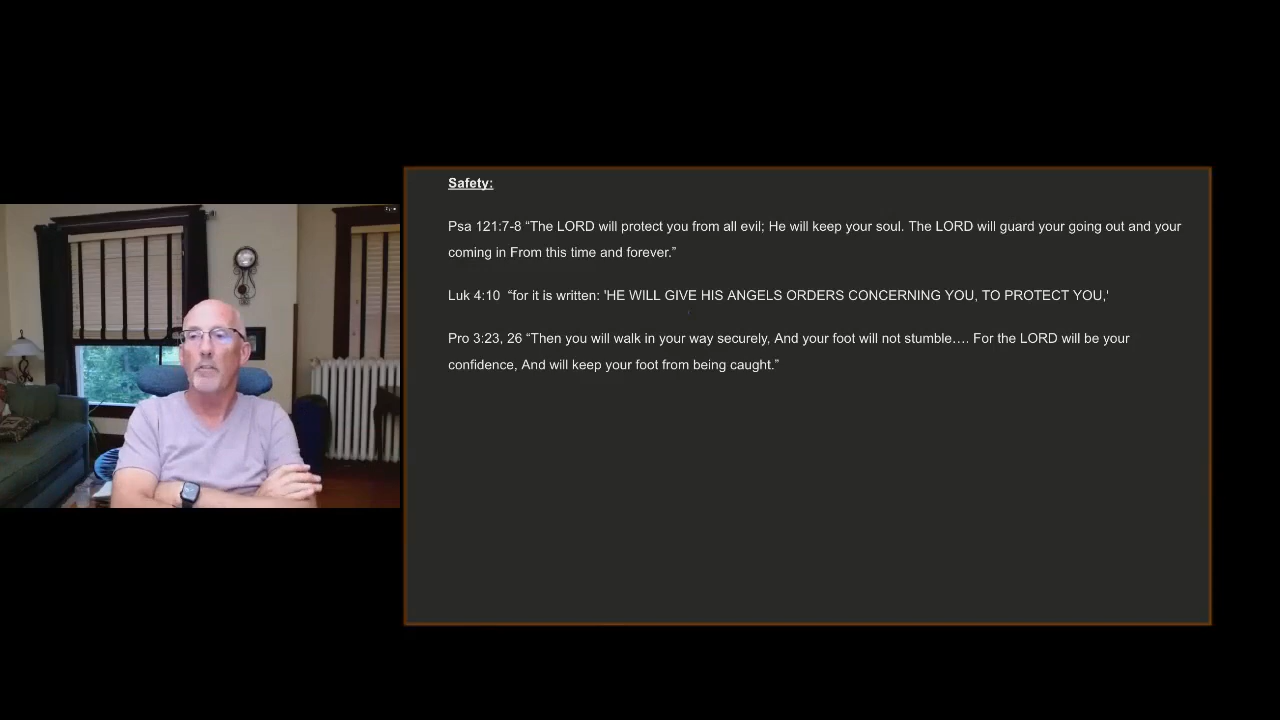 Safety:
Psa 121:7-8 “The LORD will protect you from all evil; He will keep your soul. The LORD will guard your going out and your
coming in From this time and forever.”
Luk 4:10  “for it is written: 'HE WILL GIVE HIS ANGELS ORDERS CONCERNING YOU, TO PROTECT YOU,'
Pro 3:23, 26 “Then you will walk in your way securely, And your foot will not stumble…. For the LORD will be your
confidence, And will keep your foot from being caught.”